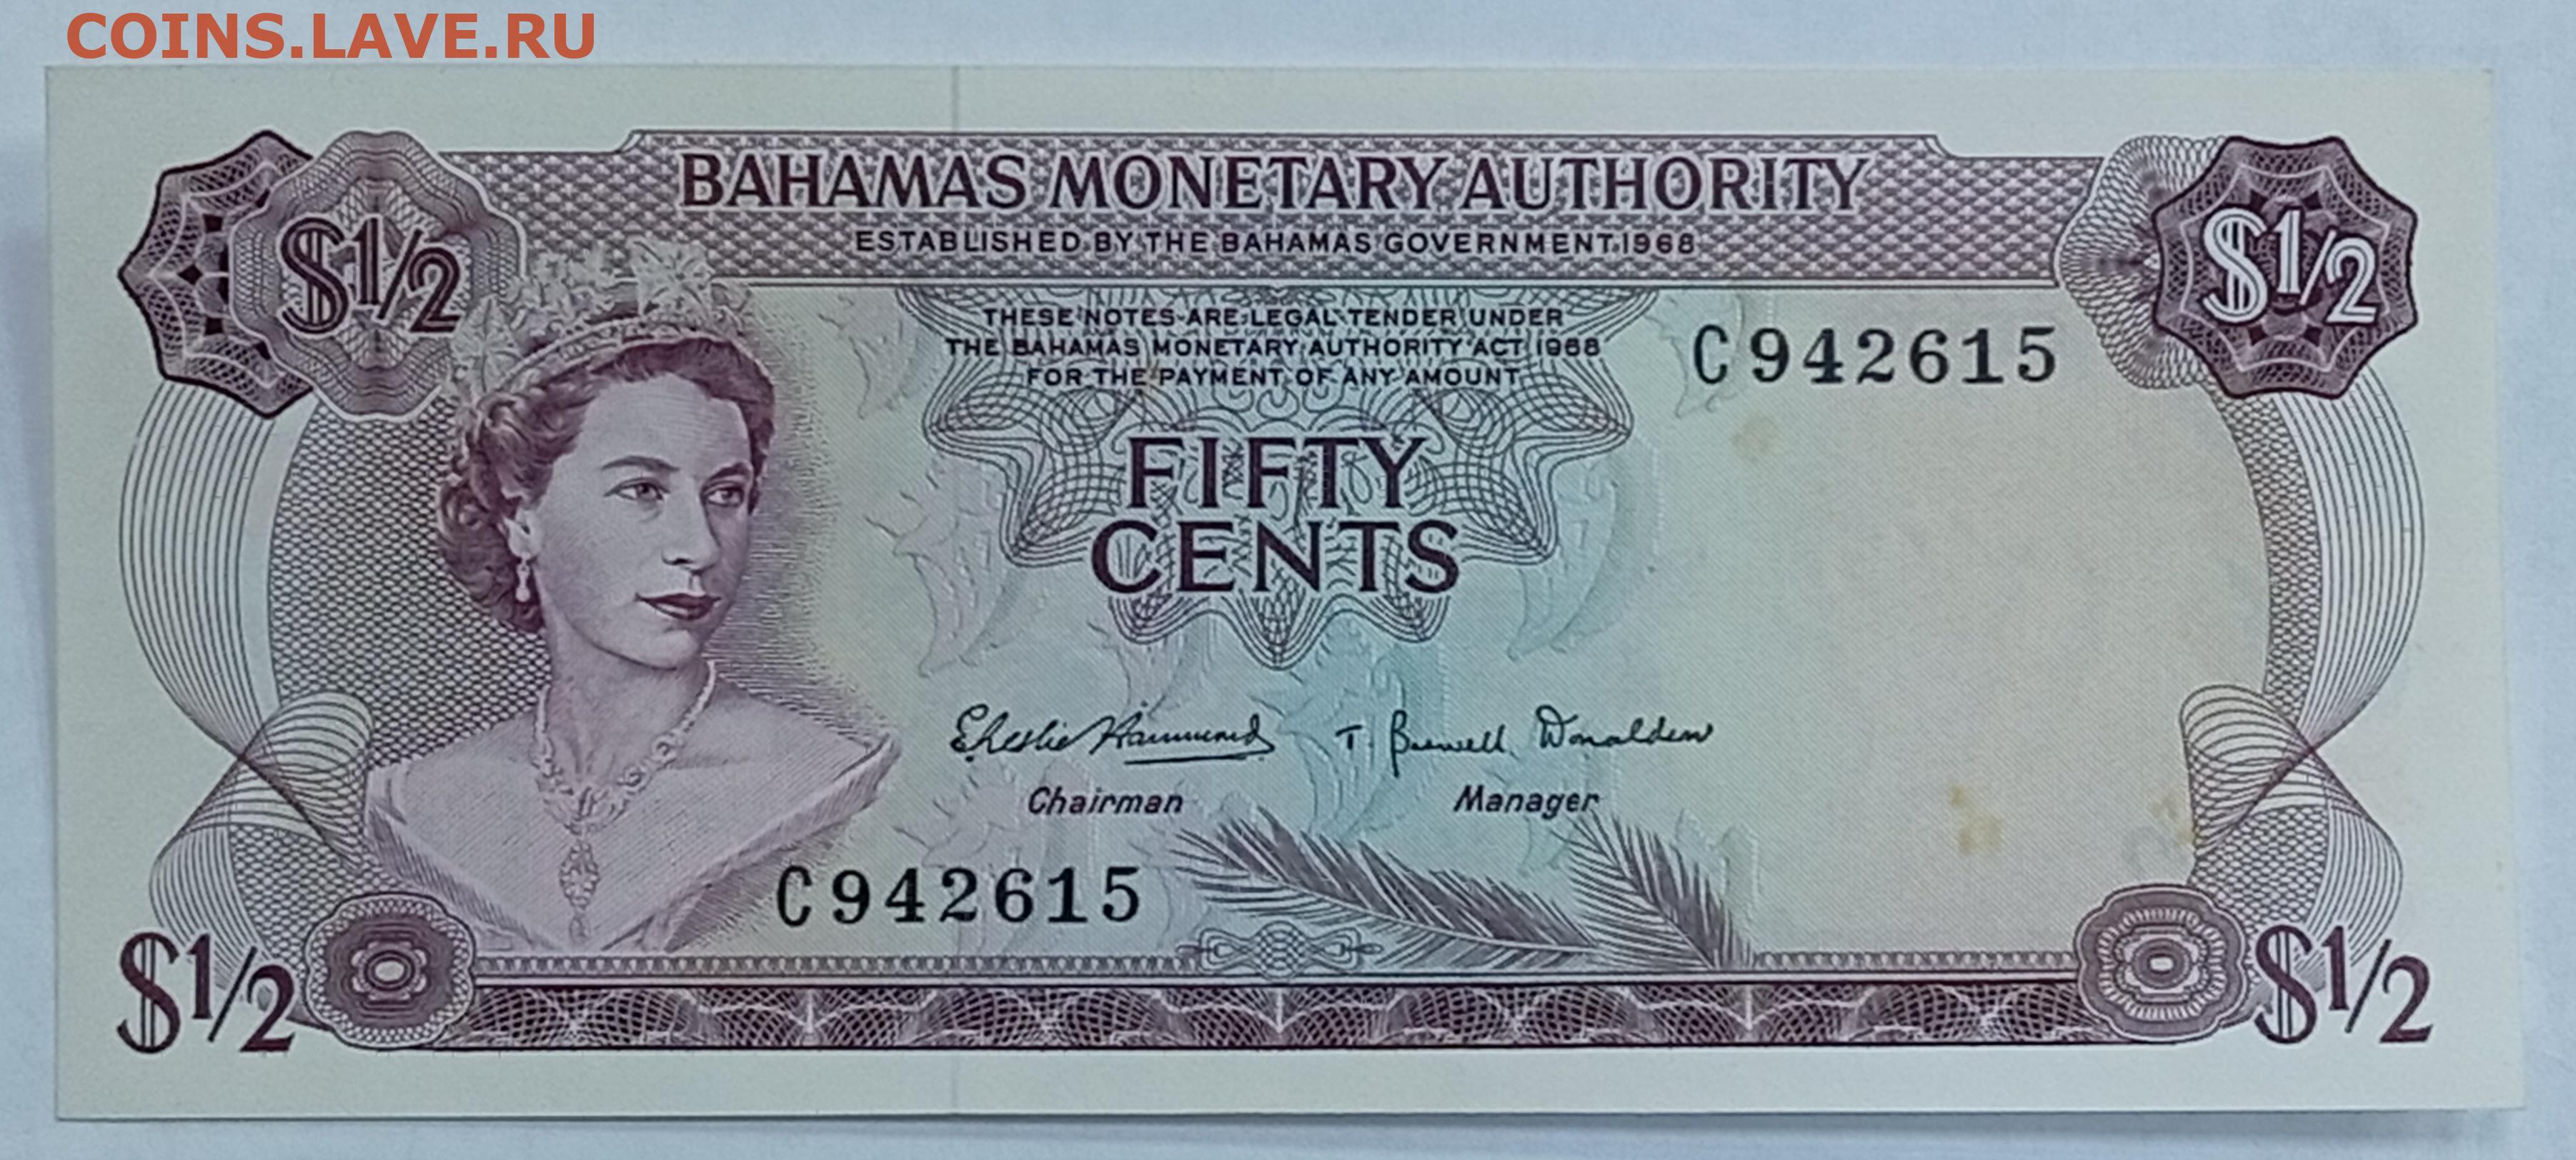 COINS.LAVE.RU
BAHAMAS MONETARY AUTHORITY
ESTABLISHED BY THE BAHAMAS GOVERNMENT 1968
$1/2
$1/2
THESE NOTES ARE LEGAL TENDER UNDER
THE BAHAMAS MONETARY AUTHORITY ACT 1968
FOR THE PAYMENT OF ANY AMOUNT
C942615
FIFTY
CENTS
T. Baswell Donaldson
Chairman
Manager
C942615
$1/2
$1/2